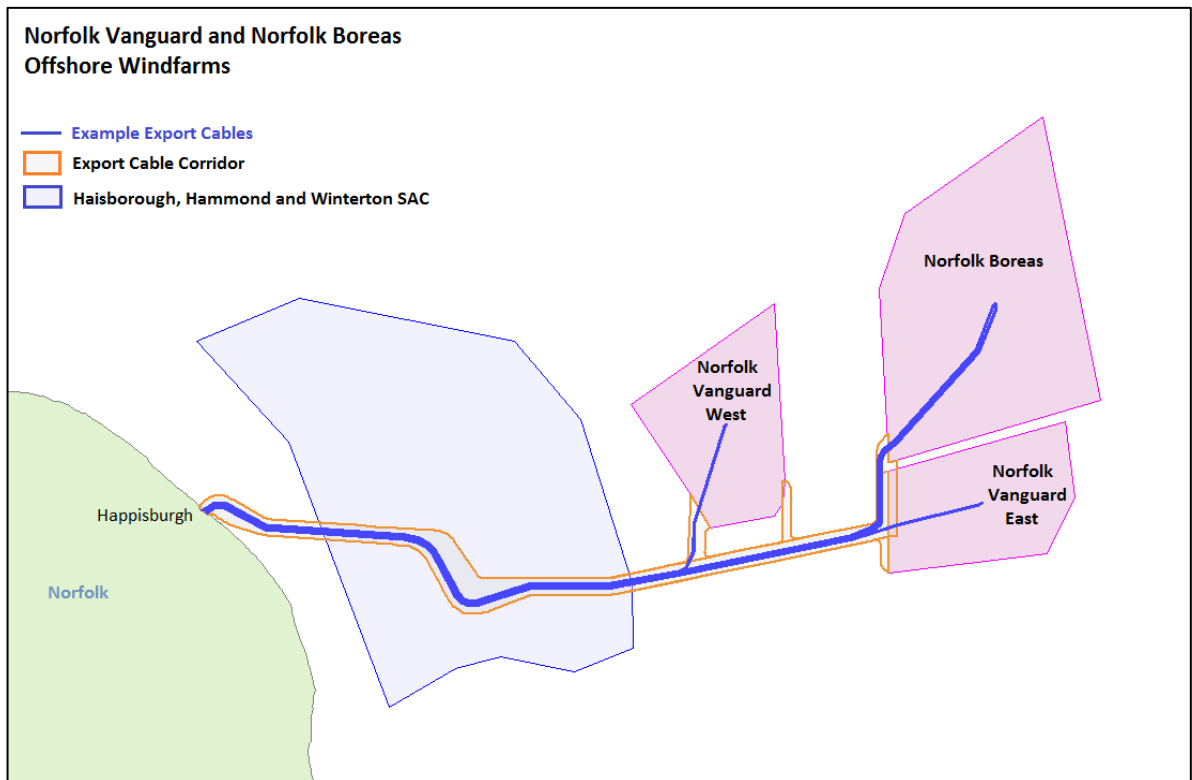 Norfolk Vanguard and Norfolk Boreas
Offshore Windfarms
Example Export Cables
Export Cable Corridor
Haisborough, Hammond and Winterton SAC
Norfolk Boreas
Norfolk
Vanguard
West
Norfolk
Vanguard
East
Happisburgh
Norfolk